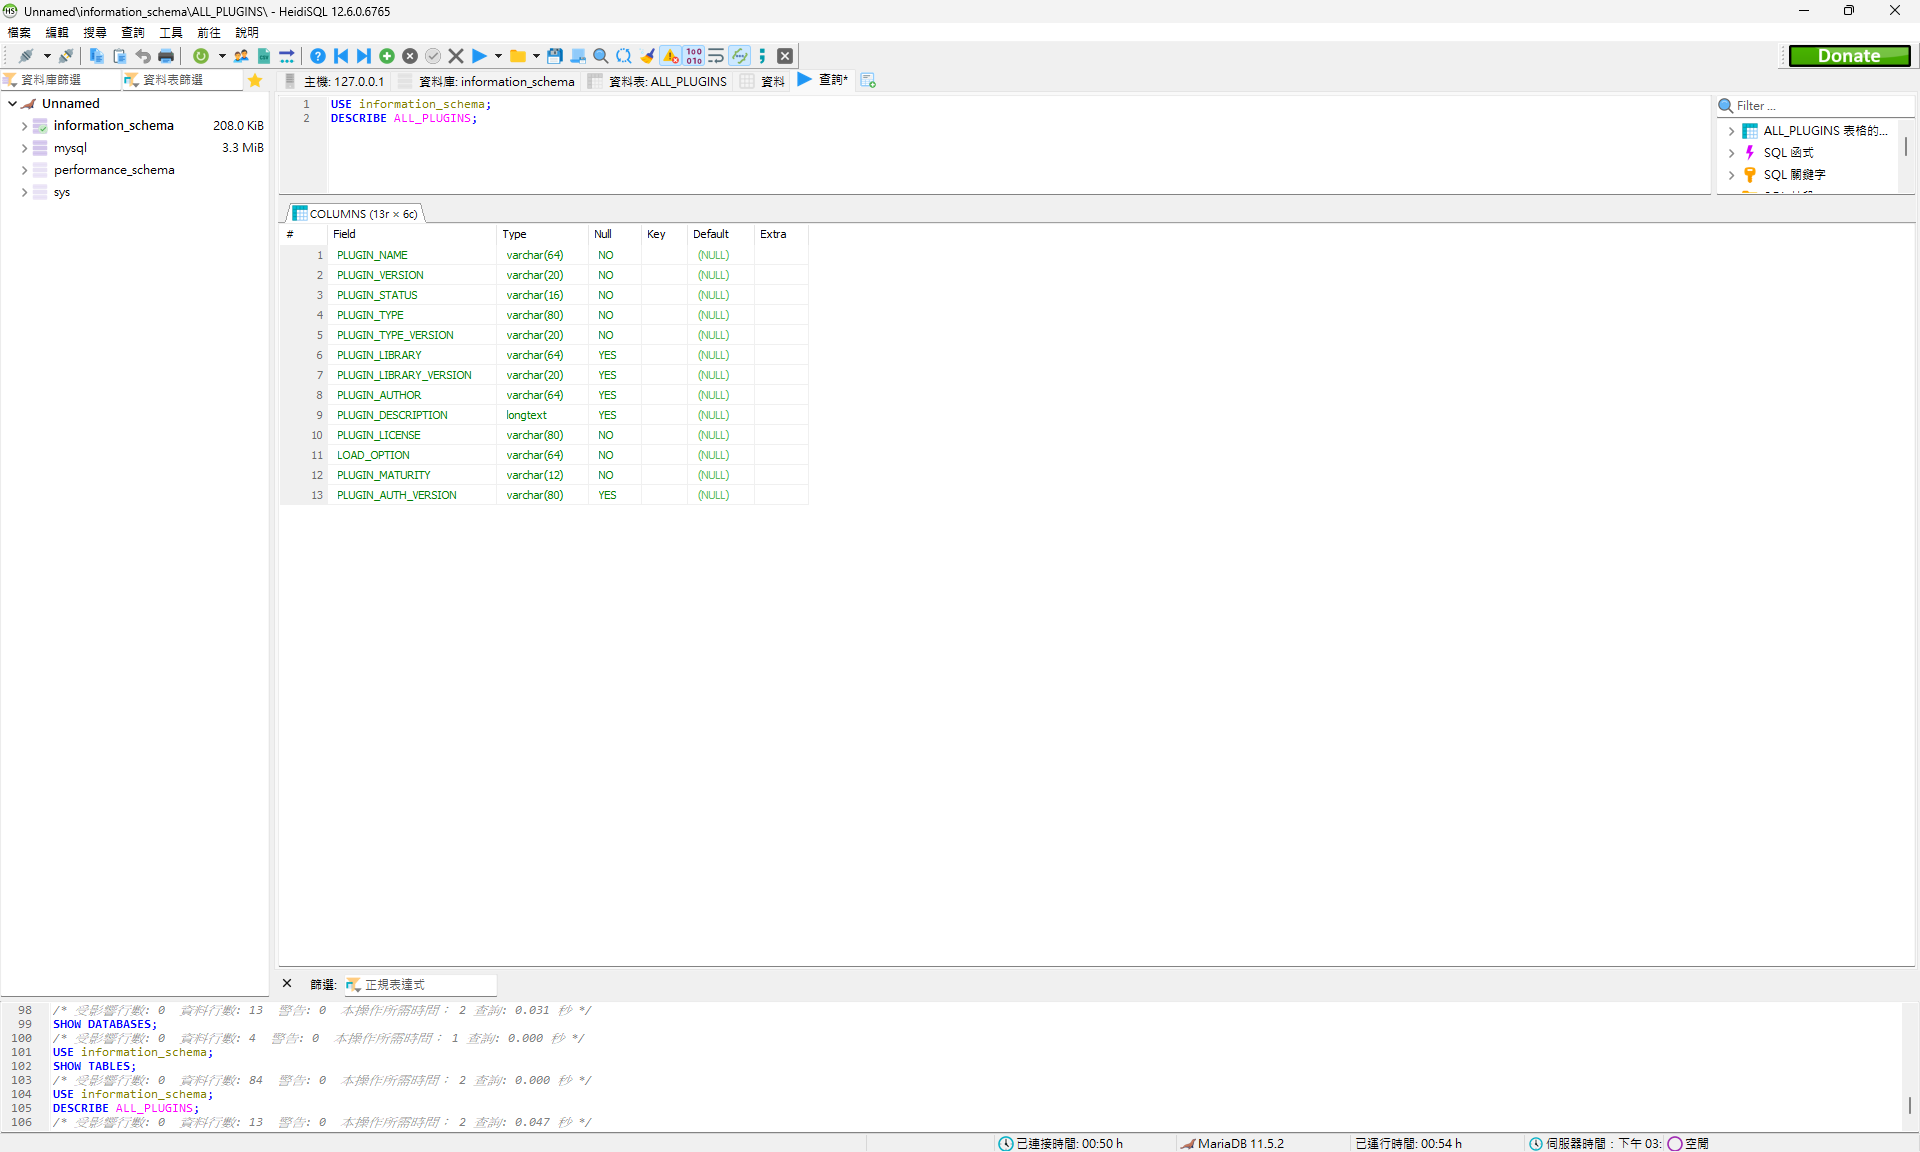 Unnamed\information_schema\ALL_PLUGINS\ - HeidiSQL 12.6.0.6765
檔案 編輯 搜尋 查詢 工具 前往 說明
Donate
資料庫篩選 資料表篩選
主機: 127.0.0.1 資料庫: information_schema 資料表: ALL_PLUGINS 資料 查詢*
Unnamed
information_schema 208.0 KiB
mysql 3.3 MiB
performance_schema
sys
1 USE information_schema;
2 DESCRIBE ALL_PLUGINS;
Filter ...
ALL_PLUGINS 表格的...
SQL 函式
SQL 關鍵字
COLUMNS (13r × 6c)
# Field Type Null Key Default Extra
1 PLUGIN_NAME varchar(64) NO (NULL)
2 PLUGIN_VERSION varchar(20) NO (NULL)
3 PLUGIN_STATUS varchar(16) NO (NULL)
4 PLUGIN_TYPE varchar(80) NO (NULL)
5 PLUGIN_TYPE_VERSION varchar(20) NO (NULL)
6 PLUGIN_LIBRARY varchar(64) YES (NULL)
7 PLUGIN_LIBRARY_VERSION varchar(20) YES (NULL)
8 PLUGIN_AUTHOR varchar(64) YES (NULL)
9 PLUGIN_DESCRIPTION longtext YES (NULL)
10 PLUGIN_LICENSE varchar(80) NO (NULL)
11 LOAD_OPTION varchar(64) NO (NULL)
12 PLUGIN_MATURITY varchar(12) NO (NULL)
13 PLUGIN_AUTH_VERSION varchar(80) YES (NULL)
篩選: 正規表達式
98 /* 受影響行數: 0 資料行數: 13 警告: 0 本操作所需時間： 2 查詢: 0.031 秒 */
99 SHOW DATABASES;
100 /* 受影響行數: 0 資料行數: 4 警告: 0 本操作所需時間： 1 查詢: 0.000 秒 */
101 USE information_schema;
102 SHOW TABLES;
103 /* 受影響行數: 0 資料行數: 84 警告: 0 本操作所需時間： 2 查詢: 0.000 秒 */
104 USE information_schema;
105 DESCRIBE ALL_PLUGINS;
106 /* 受影響行數: 0 資料行數: 13 警告: 0 本操作所需時間： 2 查詢: 0.047 秒 */
已連接時間: 00:50 h MariaDB 11.5.2 已運行時間: 00:54 h 伺服器時間：下午 03: 空閒